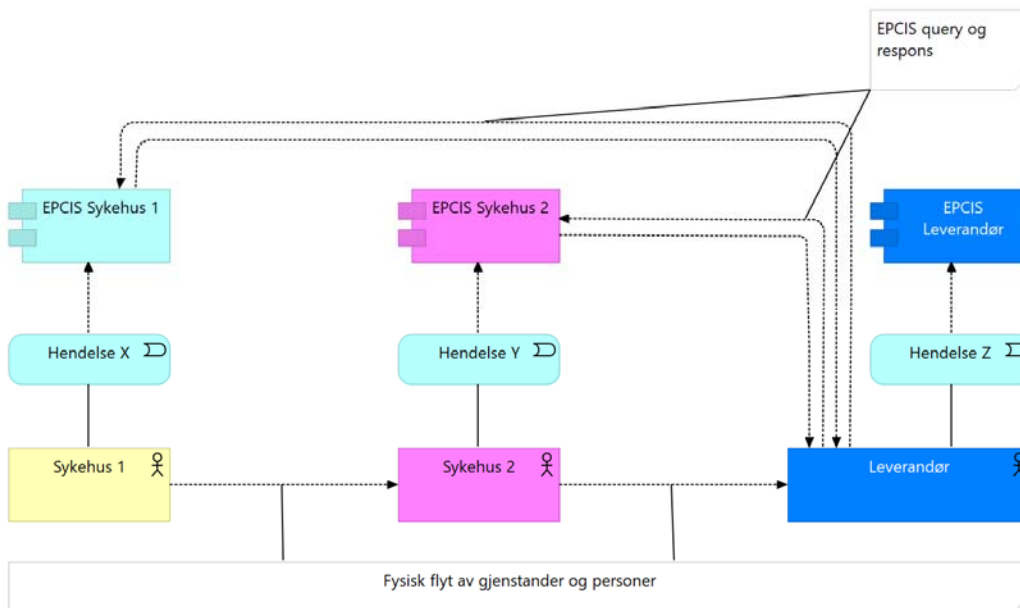 EPCIS query og
respons
EPCIS Sykehus 1
EPCIS Sykehus 2
EPCIS
Leverandør
Hendelse X
Hendelse Y
Hendelse Z
Sykehus 1
Sykehus 2
Leverandør
Fysisk flyt av gjenstander og personer